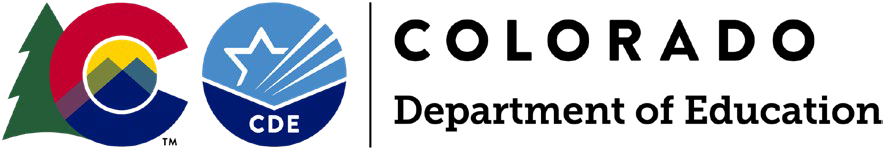 TM
CDE
COLORADO
Department of Education